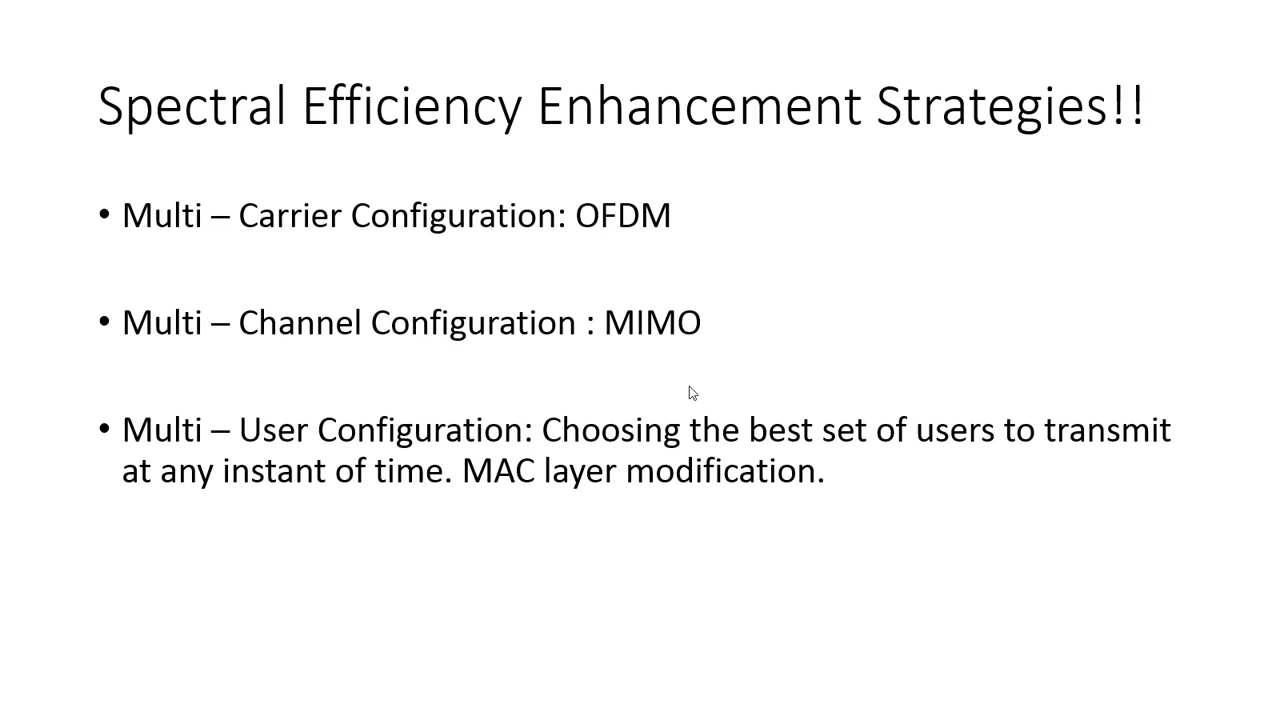 Spectral Efficiency Enhancement Strategies!!
• Multi – Carrier Configuration: OFDM
• Multi – Channel Configuration : MIMO
• Multi – User Configuration: Choosing the best set of users to transmit
at any instant of time. MAC layer modification.